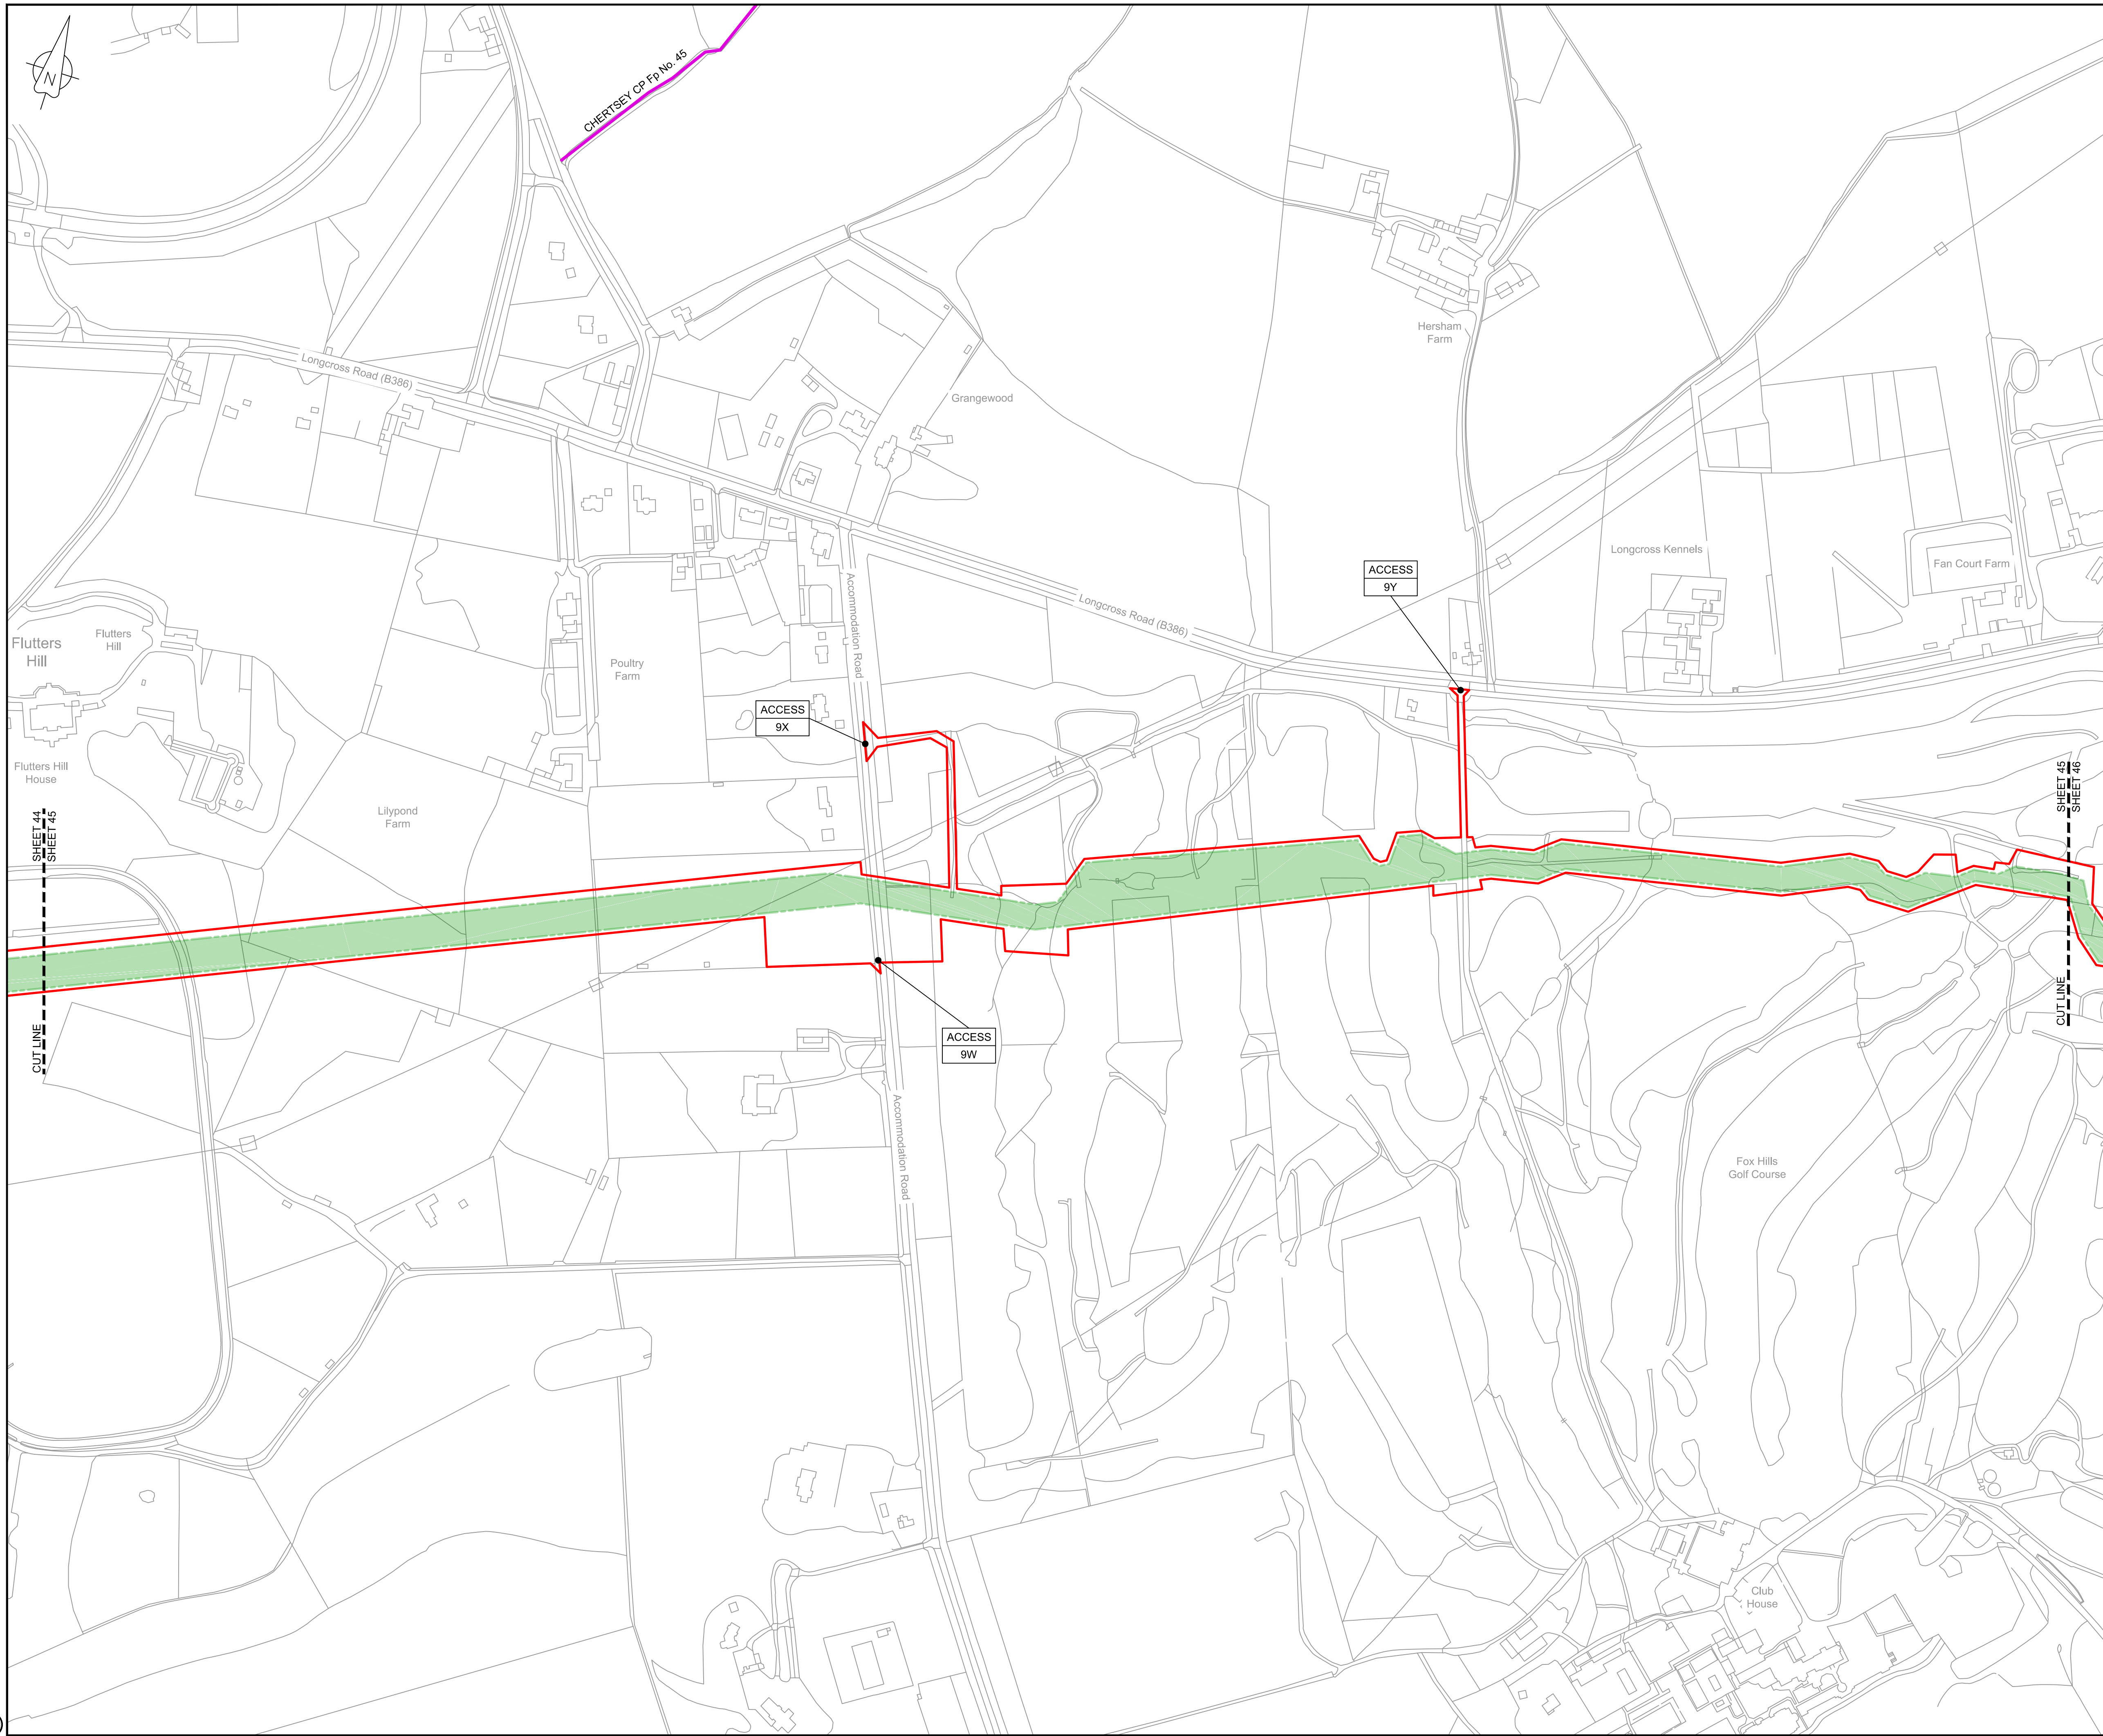 N
CHERTSEY CP Fp No. 45
Longcross Road (B386)
Grangewood
Hersham
Farm
Longcross Kennels
Fan Court Farm
ACCESS
9Y
Accommodation Road
Longcross Road (B386)
Flutters
Hill
Flutters
Hill
Poultry
Farm
ACCESS
9X
Flutters Hill
House
Lilypond
Farm
SHEET 44
SHEET 45
CUT LINE
SHEET 45
SHEET 46
CUT LINE
ACCESS
9W
Accommodation Road
Fox Hills
Golf Course
Club
House